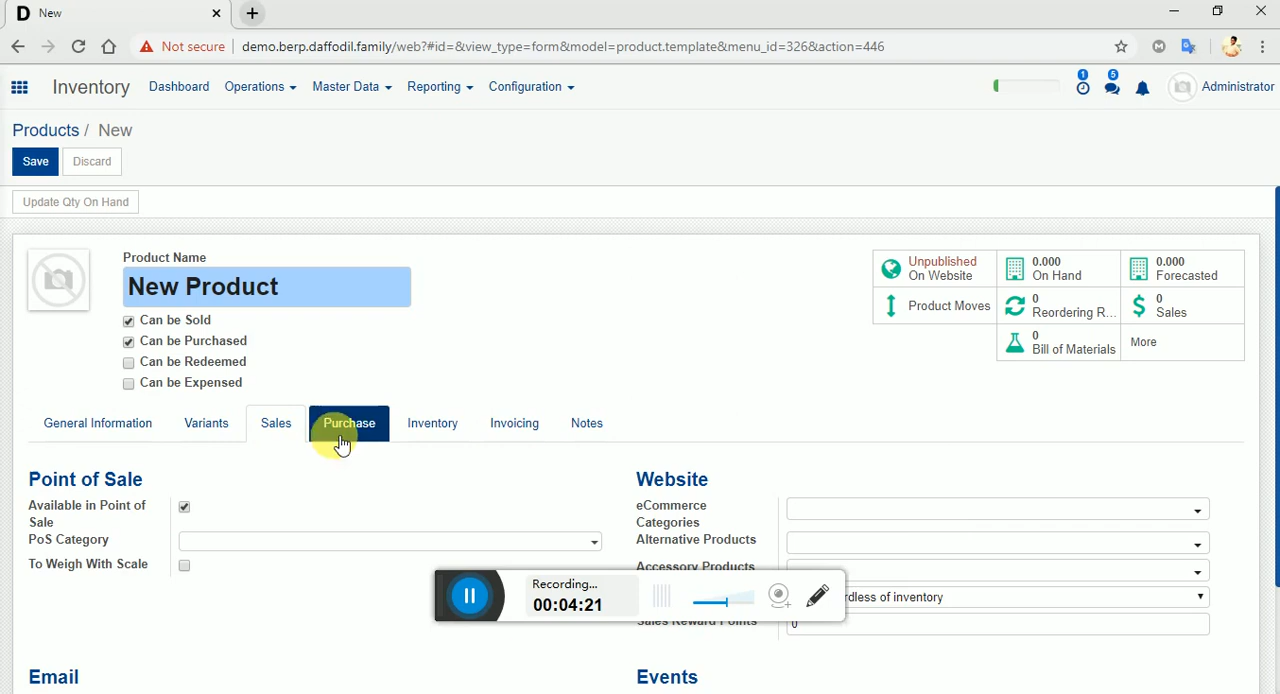 D New
Not secure demo.berp.daffodil.family/web?#id=&view_type=form&model=product.template&menu_id=326&action=446
M
Inventory Dashboard Operations Master Data Reporting Configuration 1 5 Administrator
Products / New
Save Discard
Update Qty On Hand
Product Name
New Product
Can be Sold
Can be Purchased
Can be Redeemed
Can be Expensed
Unpublished
On Website
0.000
On Hand
0.000
Forecasted
Product Moves
0
Reordering R...
0
Sales
0
Bill of Materials
More
General Information Variants Sales Purchase Inventory Invoicing Notes
Point of Sale
Available in Point of
Sale
PoS Category
To Weigh With Scale
Website
eCommerce
Categories
Alternative Products
Accessory Products
dless of inventory
Sales Reward Points 0
Recording...
00:04:21
Email
Events